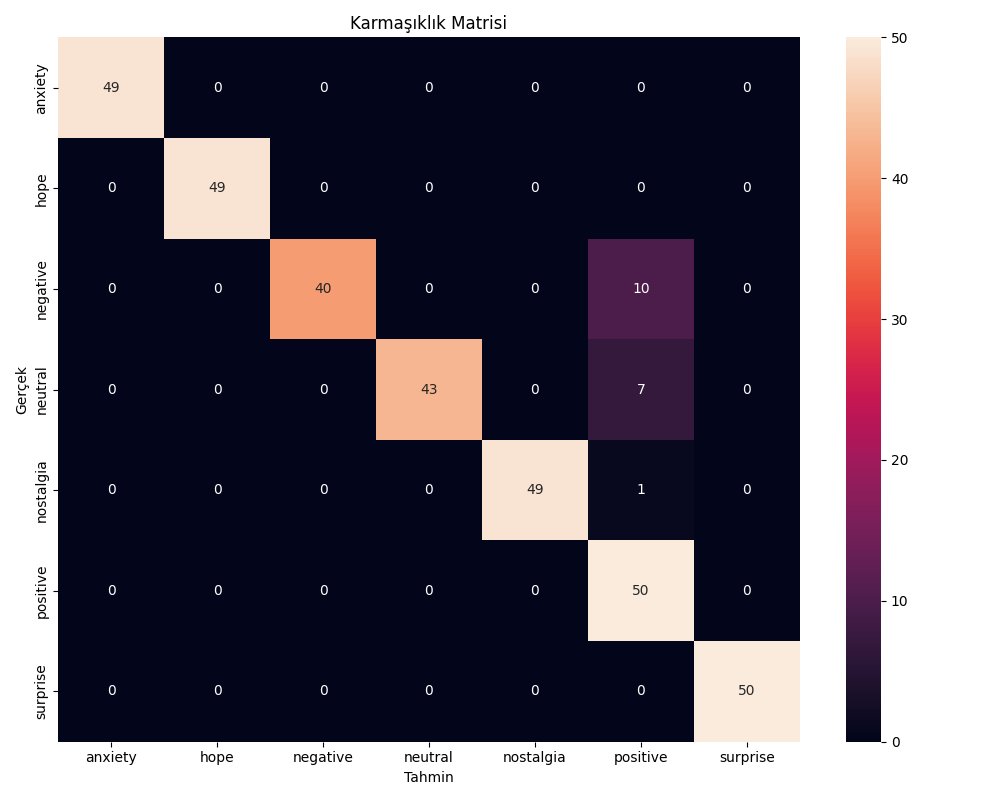 Karmaşıklık Matrisi
Gerçek
anxiety 49 0 0 0 0 0 0
hope 0 49 0 0 0 0 0
negative 0 0 40 0 0 10 0
neutral 0 0 0 43 0 7 0
nostalgia 0 0 0 0 49 1 0
positive 0 0 0 0 0 50 0
surprise 0 0 0 0 0 0 50
anxiety hope negative neutral nostalgia positive surprise
Tahmin
50
40
30
20
10
0